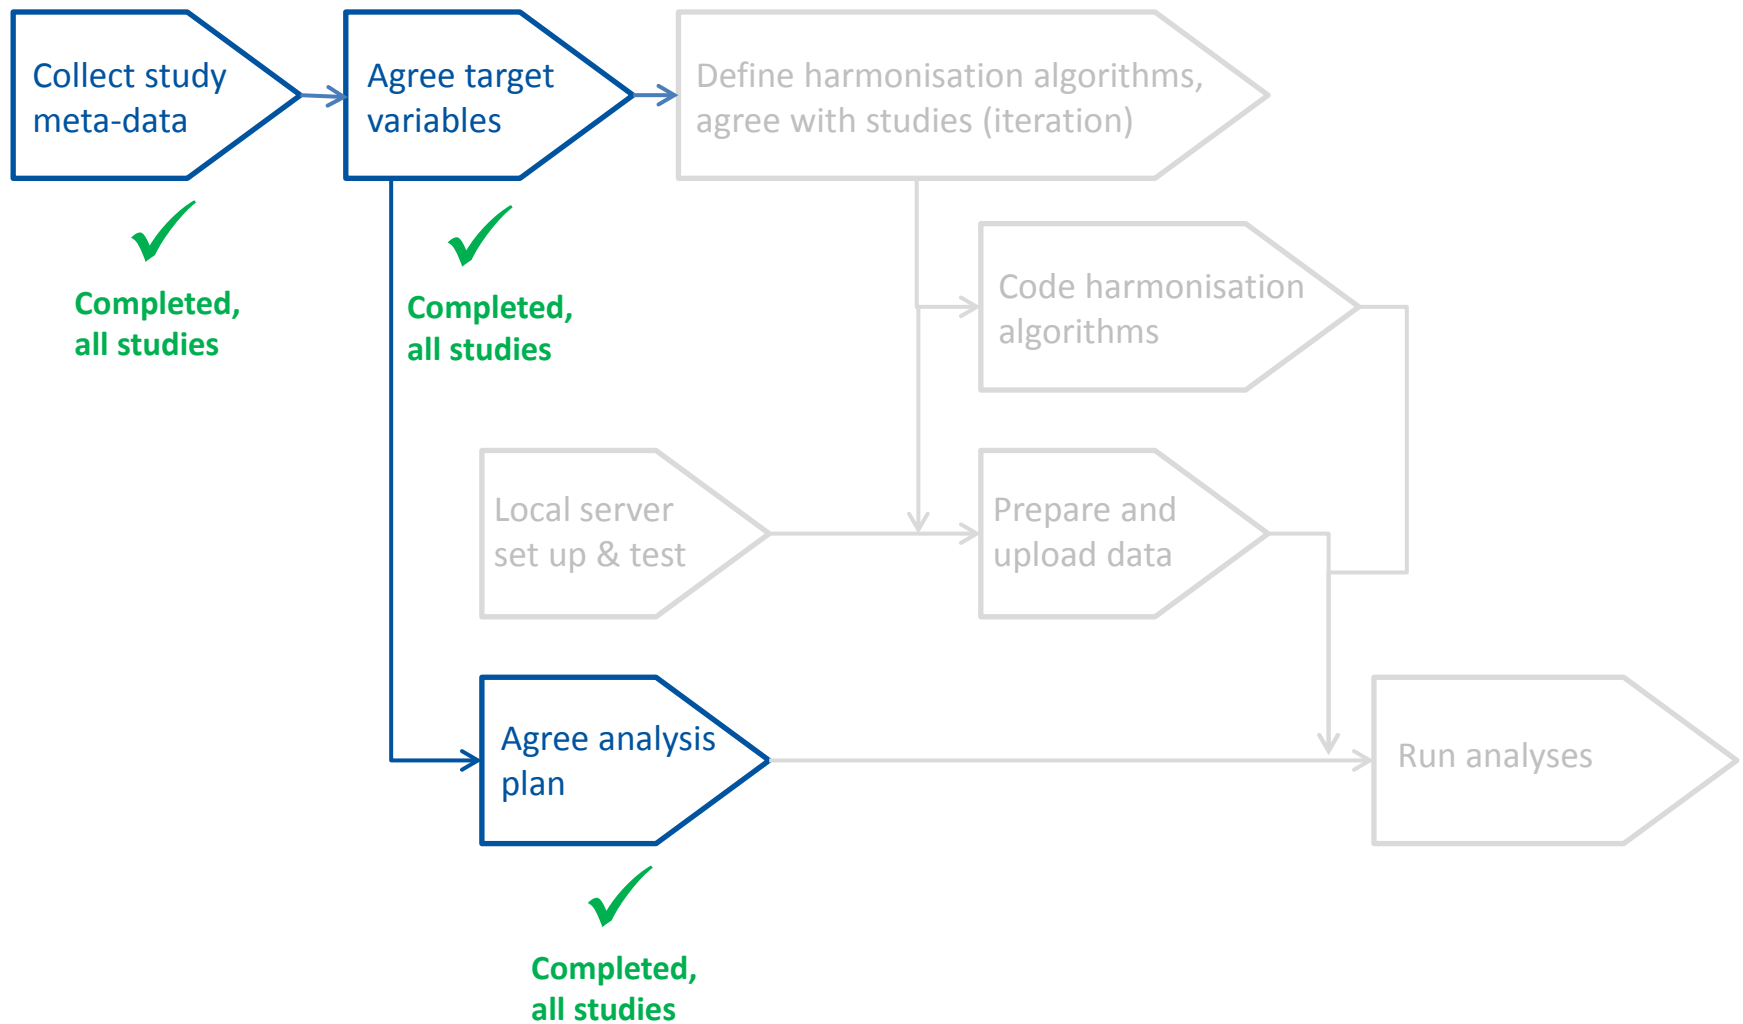 Collect study
meta-data
Agree target
variables
Define harmonisation algorithms,
agree with studies (iteration)
Completed,
all studies
Completed,
all studies
Code harmonisation
algorithms
Local server
set up & test
Prepare and
upload data
Agree analysis
plan
Run analyses
Completed,
all studies